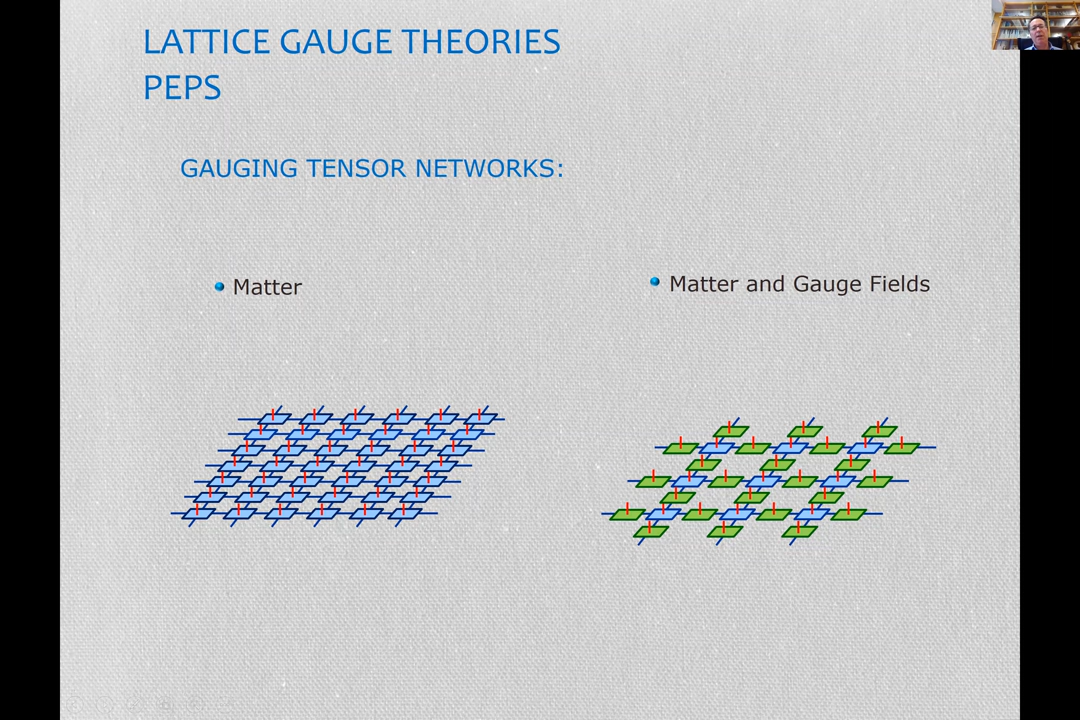 LATTICE GAUGE THEORIES
PEPS
GAUGING TENSOR NETWORKS:
Matter
Matter and Gauge Fields